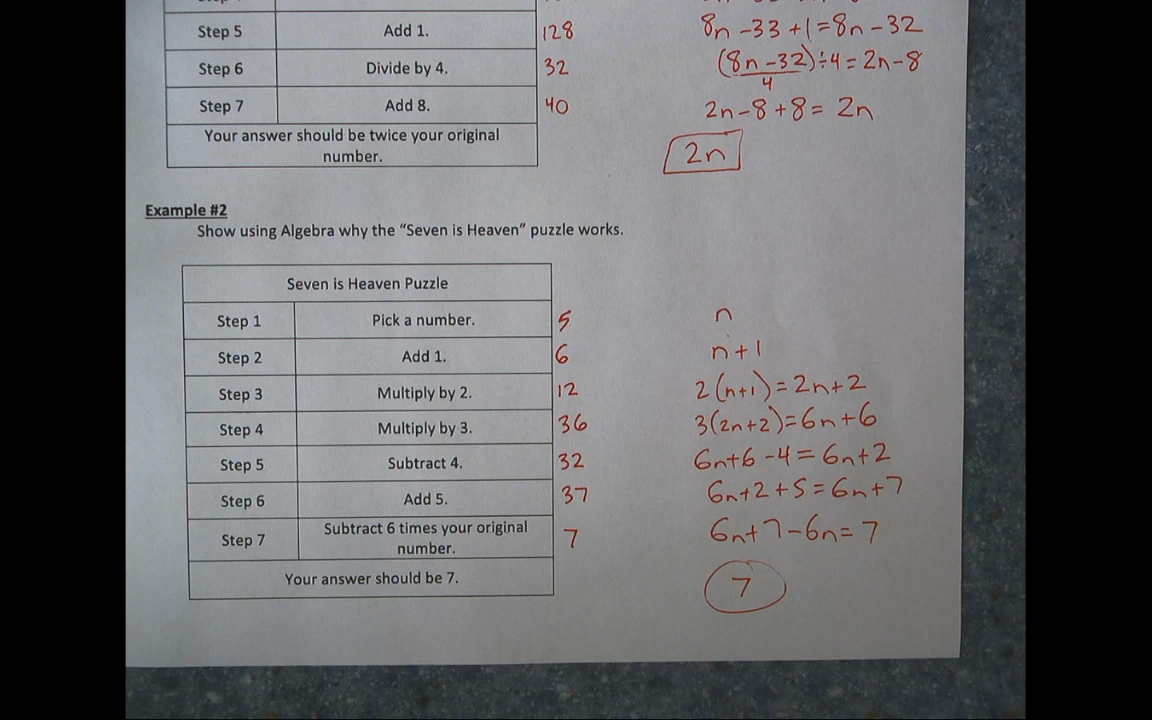 Step 5 Add 1. 128 8n - 33 + 1 = 8n - 32
Step 6 Divide by 4. 32 (8n - 32) ÷ 4 = 2n - 8
4
Step 7 Add 8. 40 2n - 8 + 8 = 2n
Your answer should be twice your original
number.
2n
Example #2
Show using Algebra why the “Seven is Heaven” puzzle works.
Seven is Heaven Puzzle
Step 1 Pick a number. 5 n
Step 2 Add 1. 6 n + 1
Step 3 Multiply by 2. 12 2(n+1) = 2n + 2
Step 4 Multiply by 3. 36 3(2n+2) = 6n + 6
Step 5 Subtract 4. 32 6n + 6 - 4 = 6n + 2
Step 6 Add 5. 37 6n + 2 + 5 = 6n + 7
Step 7 Subtract 6 times your original
number. 7 6n + 7 - 6n = 7
Your answer should be 7. 7